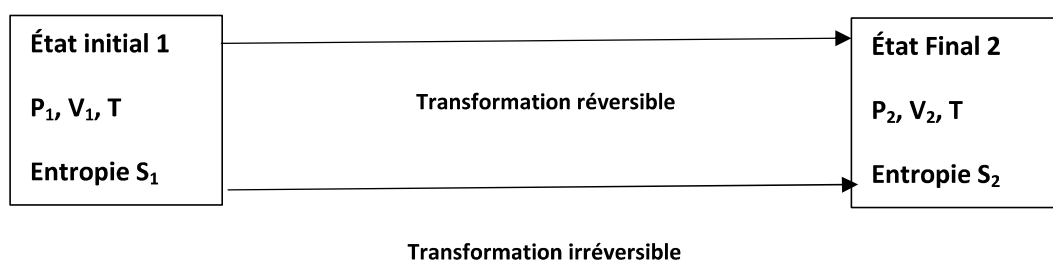 État initial 1
P₁, V₁, T
Entropie S₁
Transformation réversible
Transformation irréversible
État Final 2
P₂, V₂, T
Entropie S₂